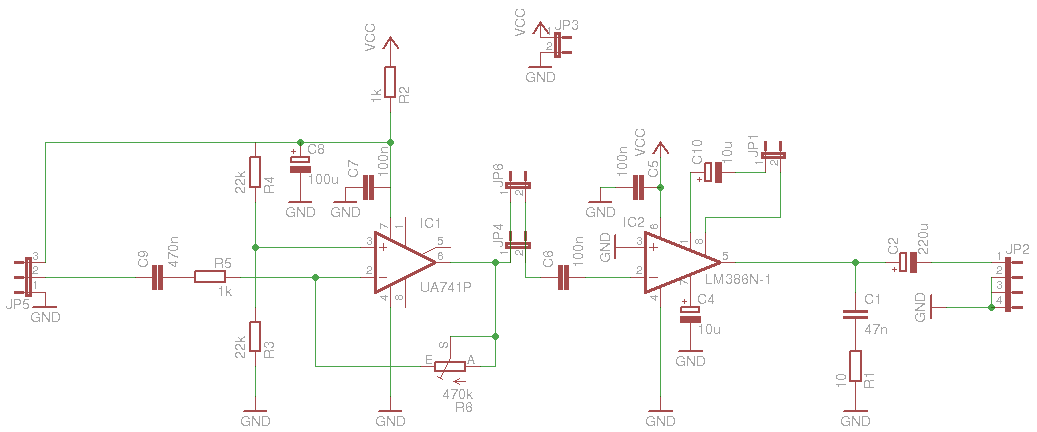 VCC
1k
R2
VCC
1
2
JP3
GND
22k
R4
+
C8
100u
GND
C7
100n
GND
JP6
1
2
JP4
1
2
IC1
7
1
3
+
2
−
5
6
4
8
UA741P
3
2
1
JP5
GND
C9
470n
R5
1k
22k
R3
GND
GND
S
E
A
470k
R6
C6
100n
VCC
100n
C5
GND
C10
10u
+
JP1
1
2
IC2
GND
6
1
8
3
+
2
−
5
7
4
LM386N-1
+
C4
10u
GND
GND
C2
220u
+
JP2
1
2
3
4
GND
C1
47n
10
R1
GND